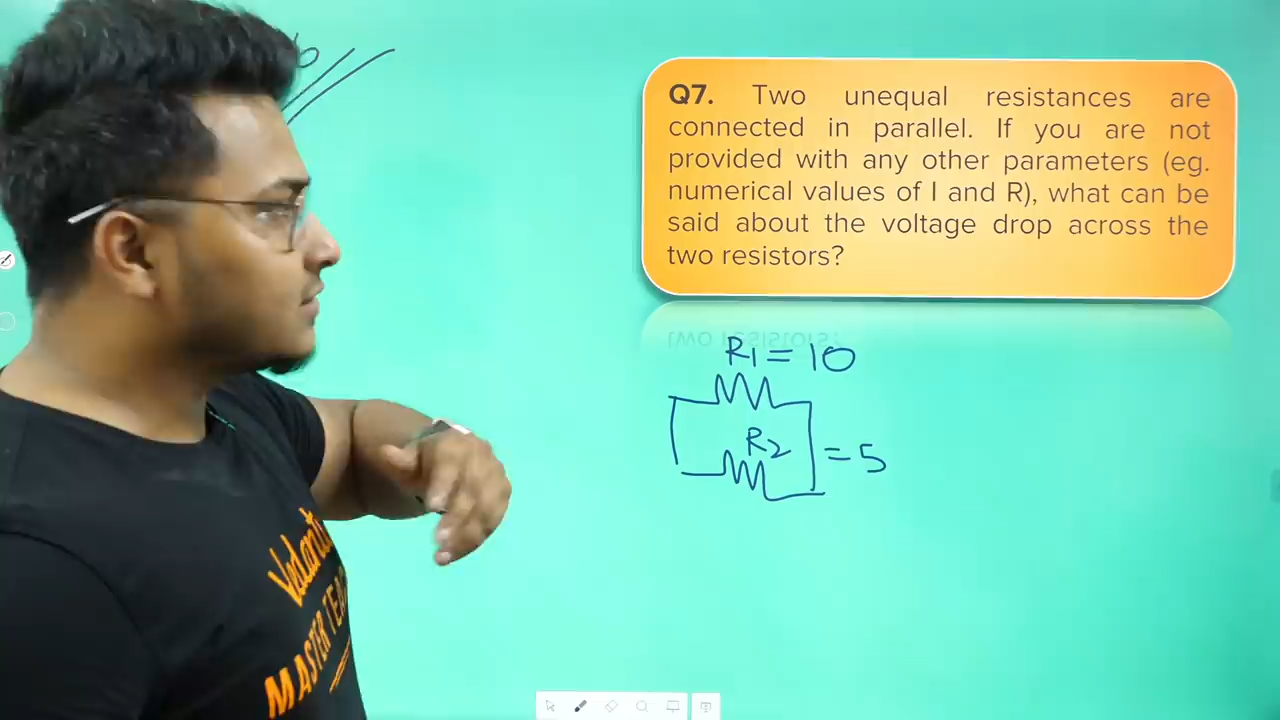 Q7. Two unequal resistances are
connected in parallel. If you are not
provided with any other parameters (eg.
numerical values of I and R), what can be
said about the voltage drop across the
two resistors?
R1 = 10
R2 = 5
Vedantu
MASTER TEA